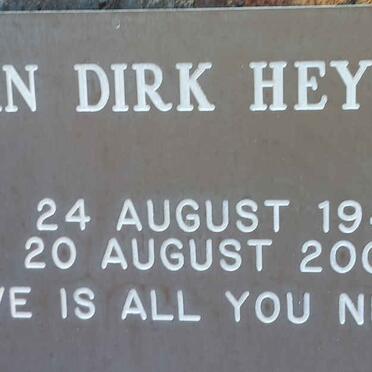 N DIRK HEY
24 AUGUST 19
20 AUGUST 200
VE IS ALL YOU N